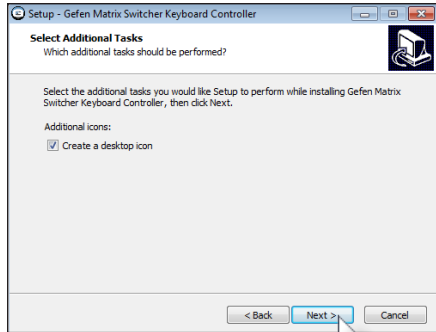 Setup - Gefen Matrix Switcher Keyboard Controller
Select Additional Tasks
Which additional tasks should be performed?
Select the additional tasks you would like Setup to perform while installing Gefen Matrix
Switcher Keyboard Controller, then click Next.
Additional icons:
Create a desktop icon
< Back Next > Cancel